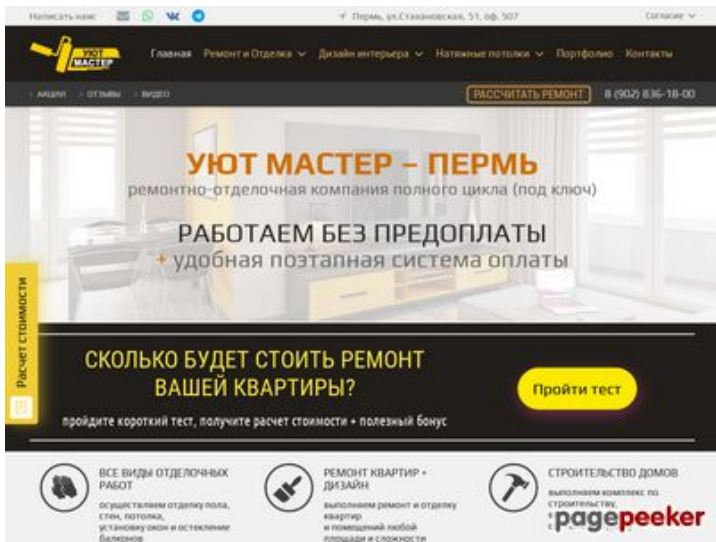 Написать нам:
г. Пермь, ул.Стахановская, 51, оф. 507
Согласие
УЮТ
МАСТЕР
Главная Ремонт и Отделка Дизайн интерьера Натяжные потолки Портфолио Контакты
АКЦИИ ОТЗЫВЫ ВИДЕО
РАССЧИТАТЬ РЕМОНТ 8 (902) 836-18-00
УЮТ МАСТЕР – ПЕРМЬ
ремонтно-отделочная компания полного цикла (под ключ)
РАБОТАЕМ БЕЗ ПРЕДОПЛАТЫ
+ удобная поэтапная система оплаты
Расчет стоимости
СКОЛЬКО БУДЕТ СТОИТЬ РЕМОНТ
ВАШЕЙ КВАРТИРЫ?
Пройти тест
пройдите короткий тест, получите расчет стоимости + полезный бонус
ВСЕ ВИДЫ ОТДЕЛОЧНЫХ
РАБОТ
осуществляем отделку пола,
стен, потолка,
установку окон и остекление
балконов
РЕМОНТ КВАРТИР +
ДИЗАЙН
выполняем ремонт и отделку
квартир
и помещений любой
площади и сложности
СТРОИТЕЛЬСТВО ДОМОВ
выполняем комплекс по
строительству,
pagepeeker